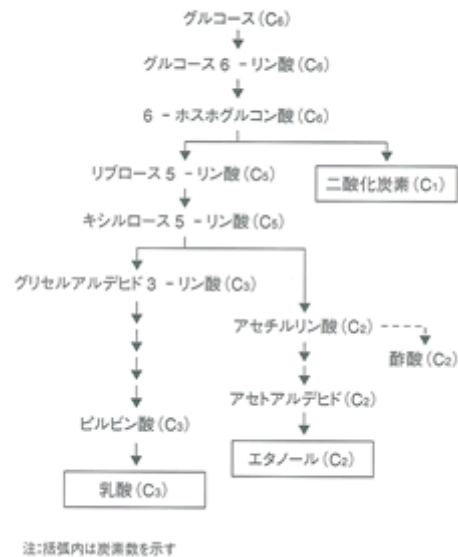 グルコース(C₆)
グルコース6-リン酸(C₆)
6-ホスホグルコン酸(C₆)
リブロース5-リン酸(C₅)
二酸化炭素(C₁)
キシルロース5-リン酸(C₅)
グリセルアルデヒド3-リン酸(C₃)
アセチルリン酸(C₂)
酢酸(C₂)
アセトアルデヒド(C₂)
ピルビン酸(C₃)
エタノール(C₂)
乳酸(C₃)
注:括弧内は炭素数を示す